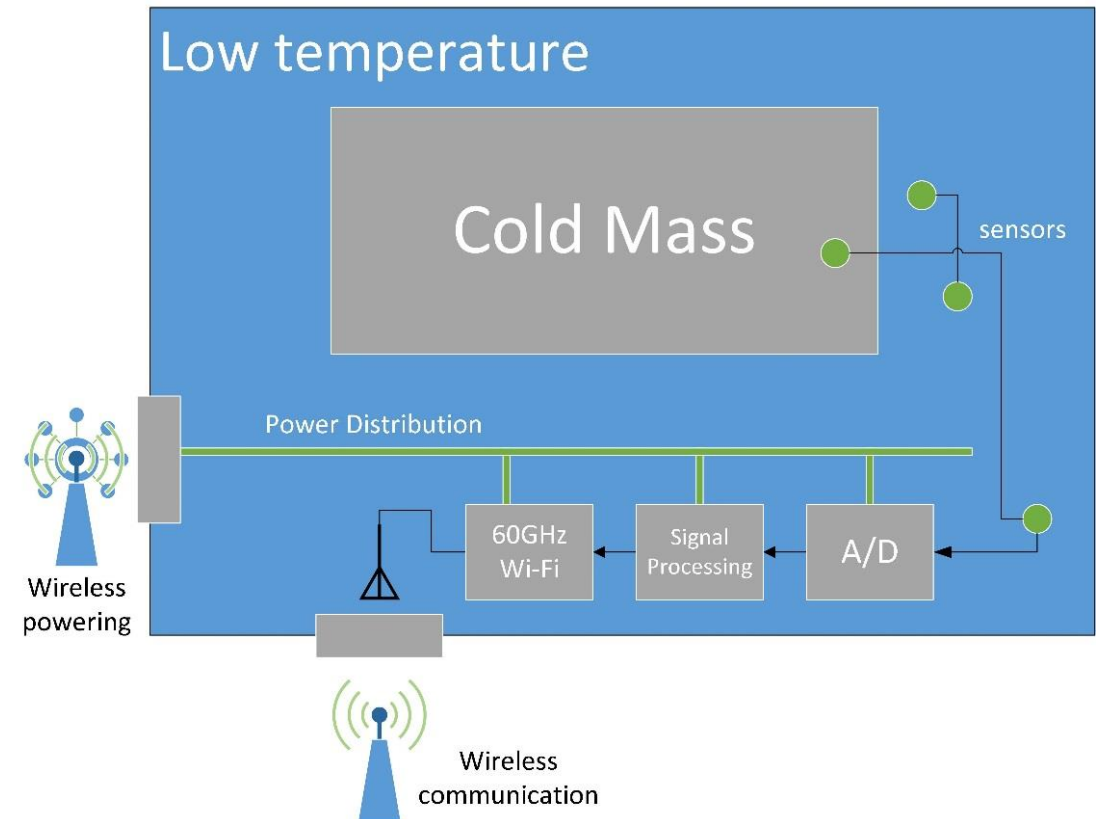 Low temperature
Cold Mass
sensors
Power Distribution
60GHz
Wi-Fi
Signal
Processing
A/D
Wireless
powering
Wireless
communication